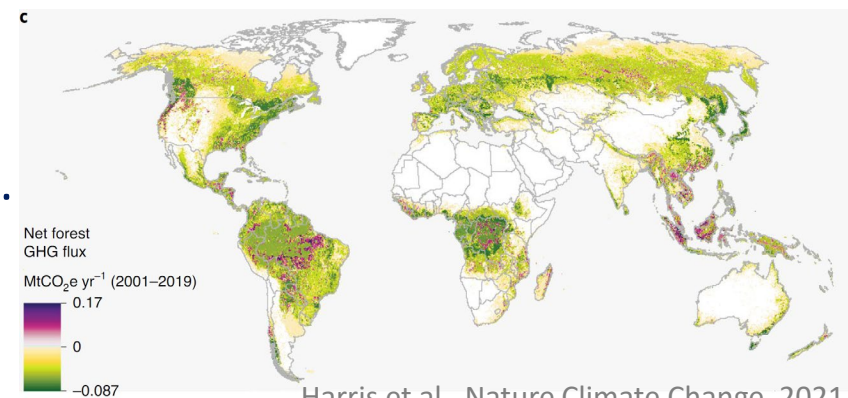 c
Net forest
GHG flux
MtCO₂e yr⁻¹ (2001–2019)
0.17
0
−0.087
Harris et al., Nature Climate Change, 2021